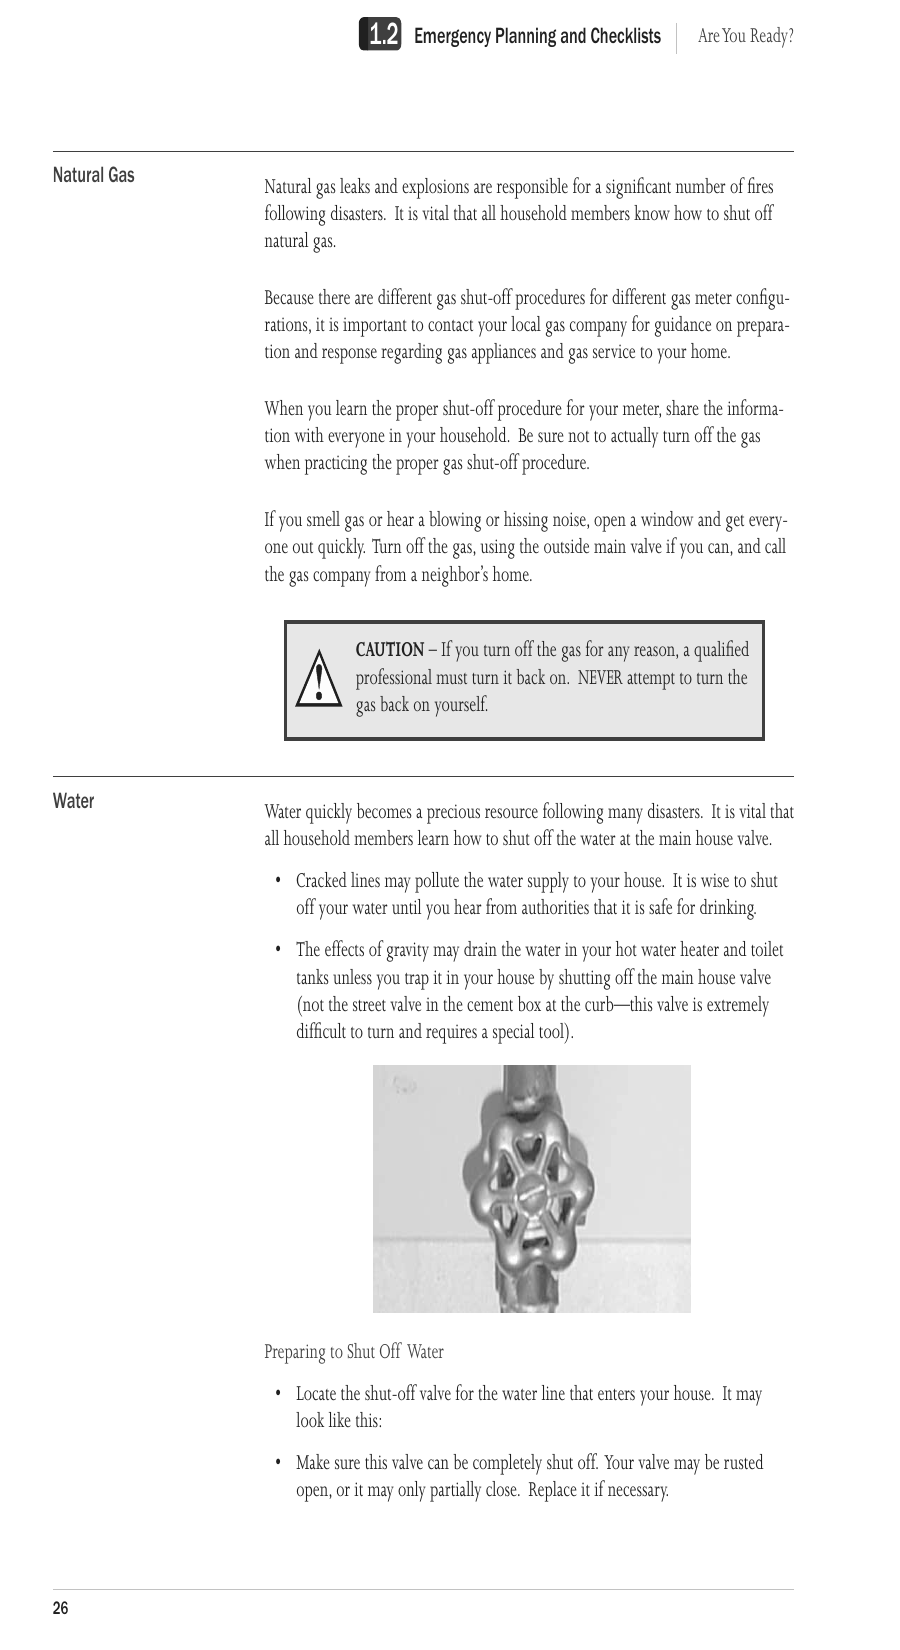 1.2 Emergency Planning and Checklists Are You Ready?
Natural Gas
Natural gas leaks and explosions are responsible for a significant number of fires
following disasters. It is vital that all household members know how to shut off
natural gas.
Because there are different gas shut-off procedures for different gas meter configu-
rations, it is important to contact your local gas company for guidance on prepara-
tion and response regarding gas appliances and gas service to your home.
When you learn the proper shut-off procedure for your meter, share the informa-
tion with everyone in your household. Be sure not to actually turn off the gas
when practicing the proper gas shut-off procedure.
If you smell gas or hear a blowing or hissing noise, open a window and get every-
one out quickly. Turn off the gas, using the outside main valve if you can, and call
the gas company from a neighbor’s home.
CAUTION – If you turn off the gas for any reason, a qualified
professional must turn it back on. NEVER attempt to turn the
gas back on yourself.
Water
Water quickly becomes a precious resource following many disasters. It is vital that
all household members learn how to shut off the water at the main house valve.
• Cracked lines may pollute the water supply to your house. It is wise to shut
off your water until you hear from authorities that it is safe for drinking.
• The effects of gravity may drain the water in your hot water heater and toilet
tanks unless you trap it in your house by shutting off the main house valve
(not the street valve in the cement box at the curb—this valve is extremely
difficult to turn and requires a special tool).
Preparing to Shut Off Water
• Locate the shut-off valve for the water line that enters your house. It may
look like this:
• Make sure this valve can be completely shut off. Your valve may be rusted
open, or it may only partially close. Replace it if necessary.
26